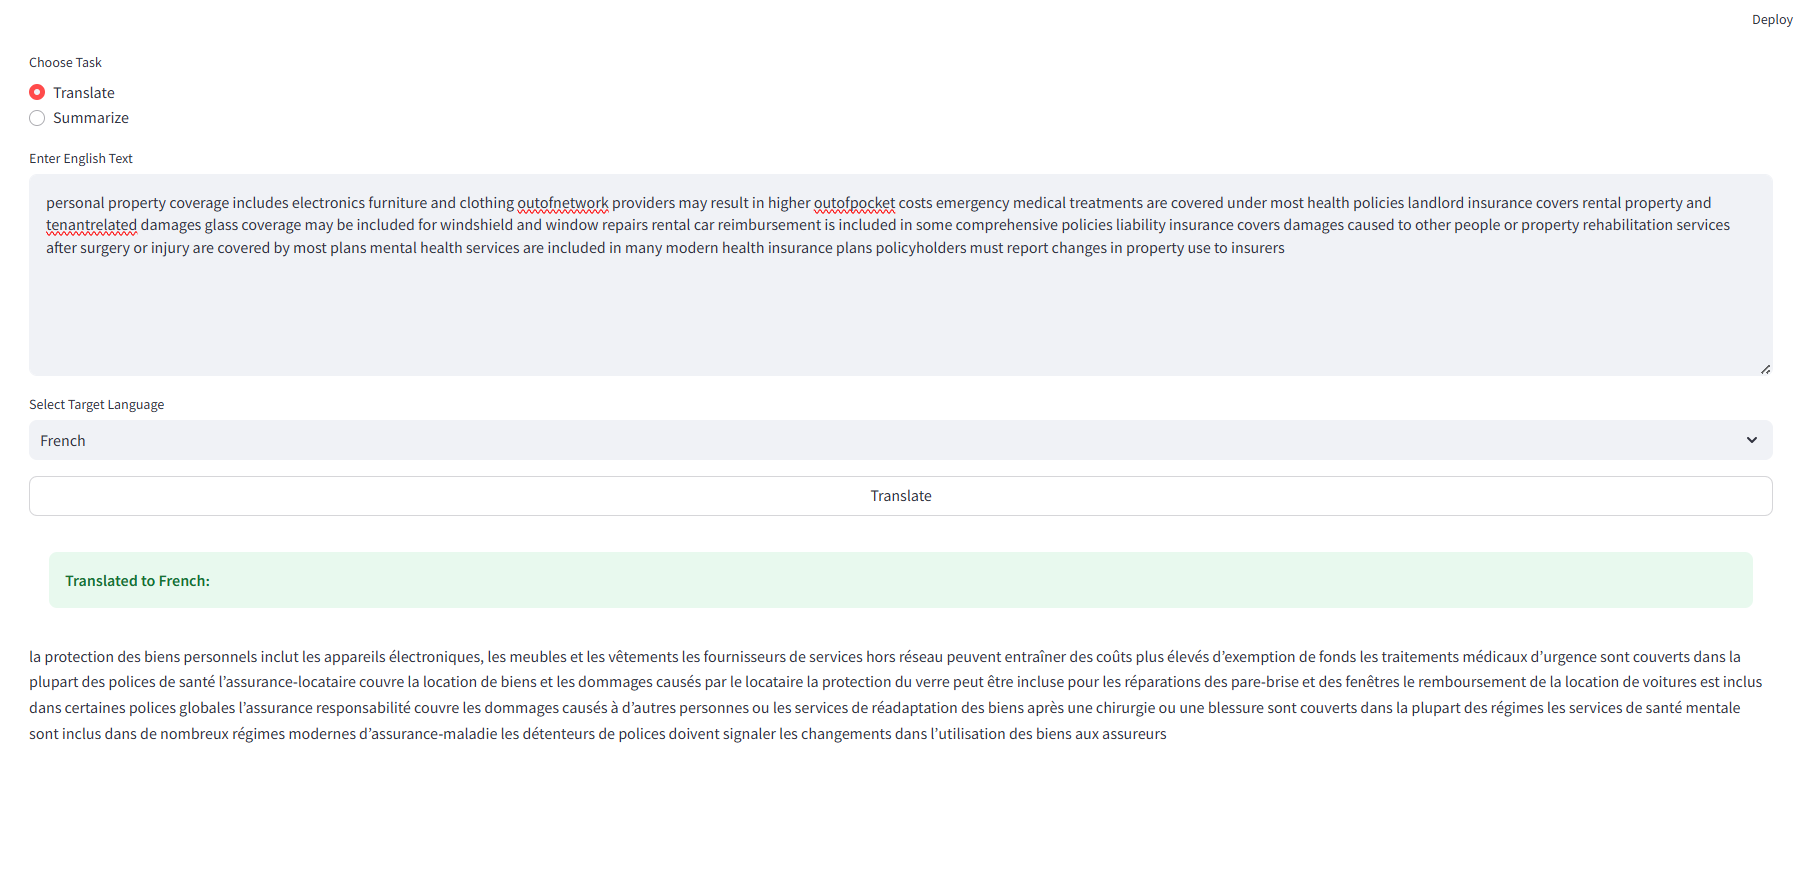 Deploy
Choose Task
Translate
Summarize
Enter English Text
personal property coverage includes electronics furniture and clothing outofnetwork providers may result in higher outofpocket costs emergency medical treatments are covered under most health policies landlord insurance covers rental property and
tenantrelated damages glass coverage may be included for windshield and window repairs rental car reimbursement is included in some comprehensive policies liability insurance covers damages caused to other people or property rehabilitation services
after surgery or injury are covered by most plans mental health services are included in many modern health insurance plans policyholders must report changes in property use to insurers
Select Target Language
French
Translate
Translated to French:
la protection des biens personnels inclut les appareils électroniques, les meubles et les vêtements les fournisseurs de services hors réseau peuvent entraîner des coûts plus élevés d’exemption de fonds les traitements médicaux d’urgence sont couverts dans la
plupart des polices de santé l’assurance-locataire couvre la location de biens et les dommages causés par le locataire la protection du verre peut être incluse pour les réparations des pare-brise et des fenêtres le remboursement de la location de voitures est inclus
dans certaines polices globales l’assurance responsabilité couvre les dommages causés à d’autres personnes ou les services de réadaptation des biens après une chirurgie ou une blessure sont couverts dans la plupart des régimes les services de santé mentale
sont inclus dans de nombreux régimes modernes d’assurance-maladie les détenteurs de polices doivent signaler les changements dans l’utilisation des biens aux assureurs